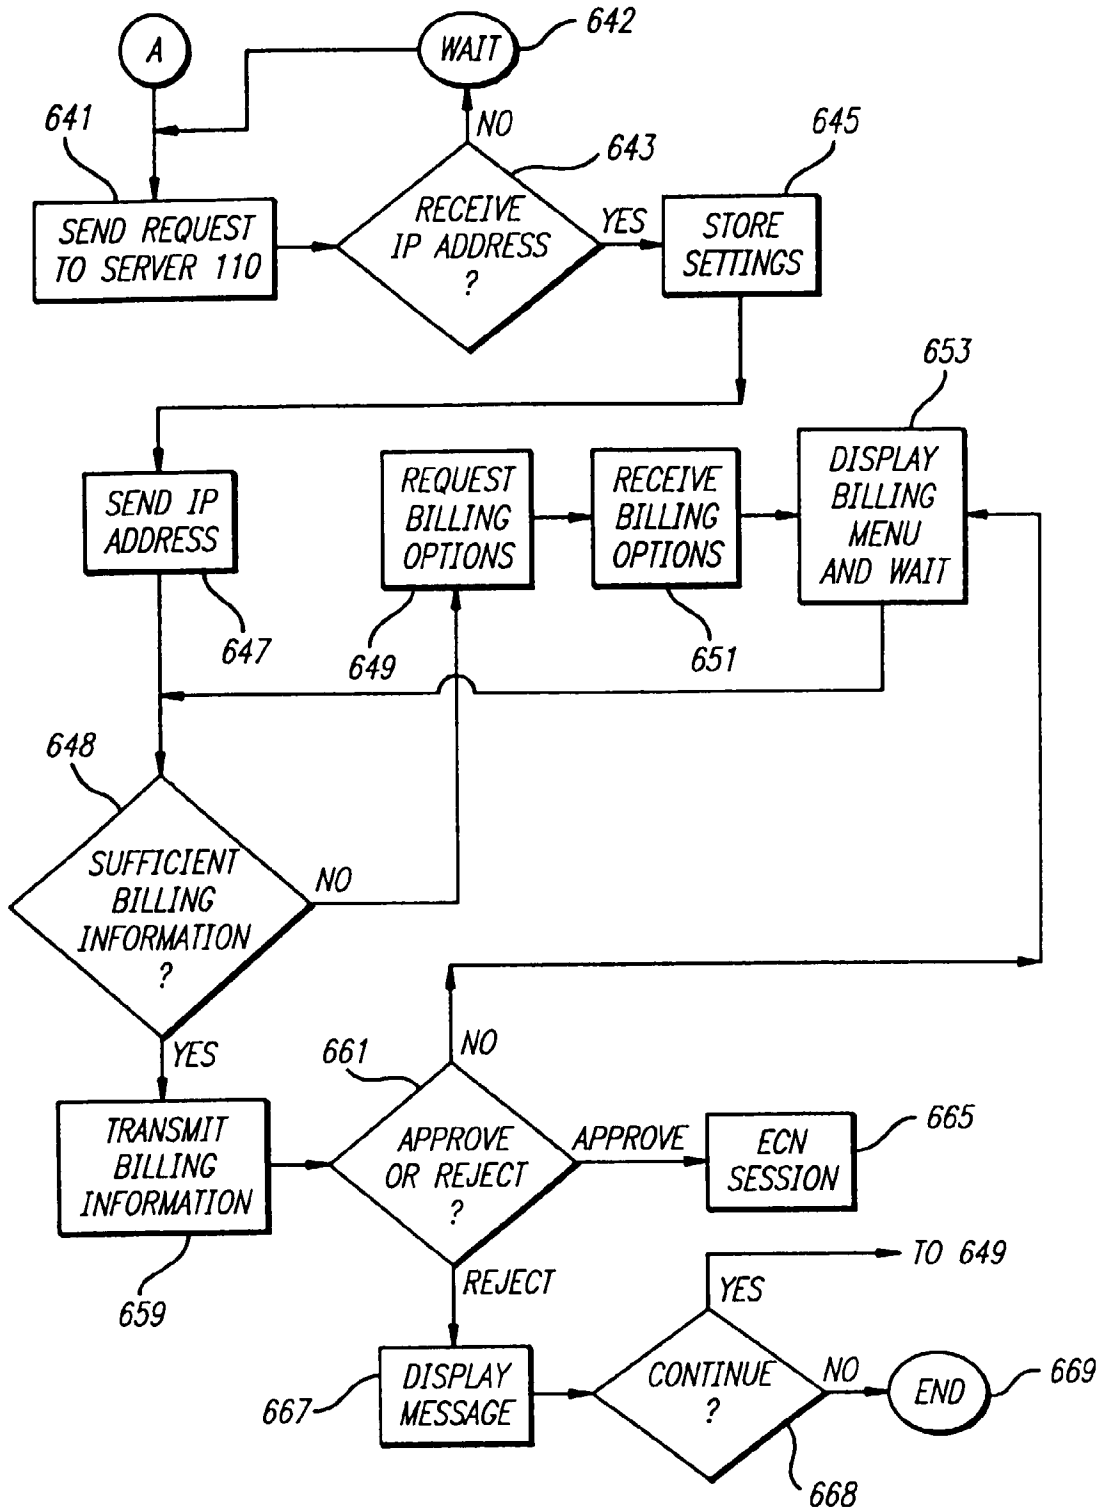 A
WAIT
642
641
NO
643
645
SEND REQUEST
TO SERVER 110
RECEIVE
IP ADDRESS
?
YES
STORE
SETTINGS
653
SEND IP
ADDRESS
647
REQUEST
BILLING
OPTIONS
649
RECEIVE
BILLING
OPTIONS
651
DISPLAY
BILLING
MENU
AND WAIT
648
SUFFICIENT
BILLING
INFORMATION
?
NO
YES
661
NO
TRANSMIT
BILLING
INFORMATION
659
APPROVE
OR REJECT
?
APPROVE
ECN
SESSION
665
REJECT
TO 649
YES
DISPLAY
MESSAGE
667
CONTINUE
?
NO
END
669
668